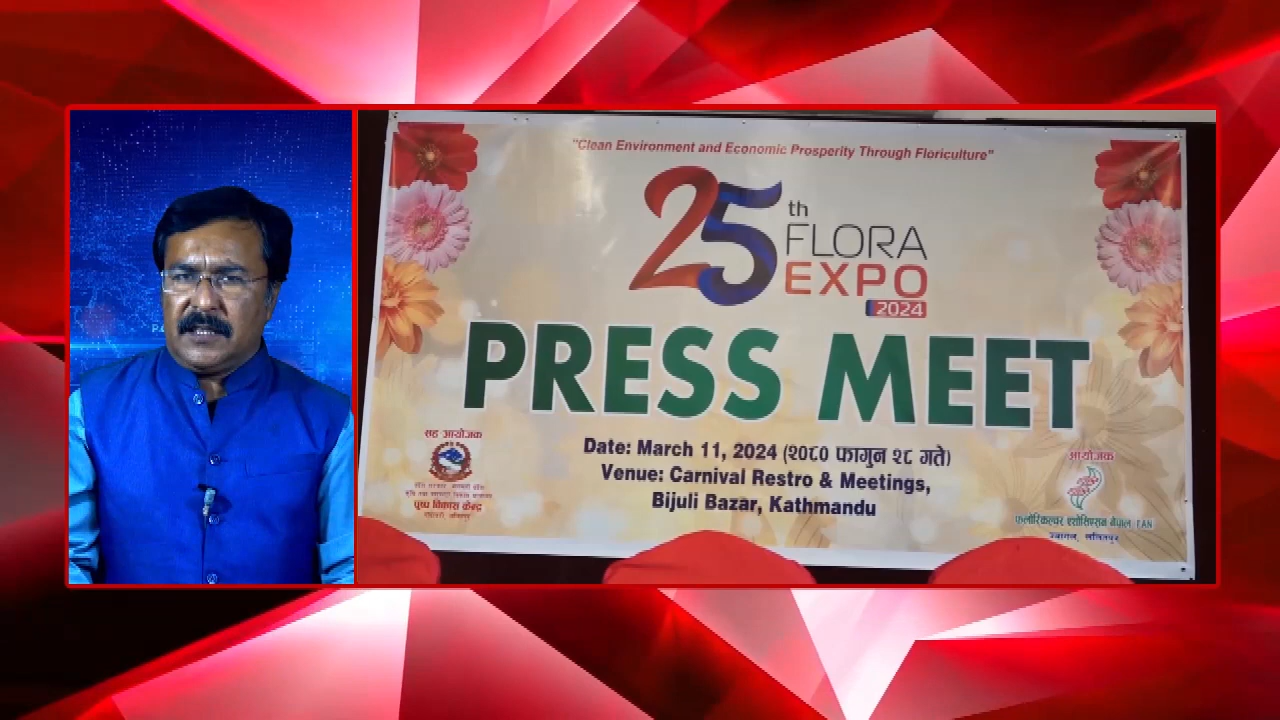 "Clean Environment and Economic Prosperity Through Floriculture"
25th
FLORA
EXPO
2024
PRESS MEET
Date: March 11, 2024 (२०८० फागुन २८ गते)
Venue: Carnival Restro & Meetings,
Bijuli Bazar, Kathmandu
सह आयोजक
पुष्प विकास केन्द्र
आयोजक
फ्लोरिकल्चर एशोसिएसन नेपाल FAN